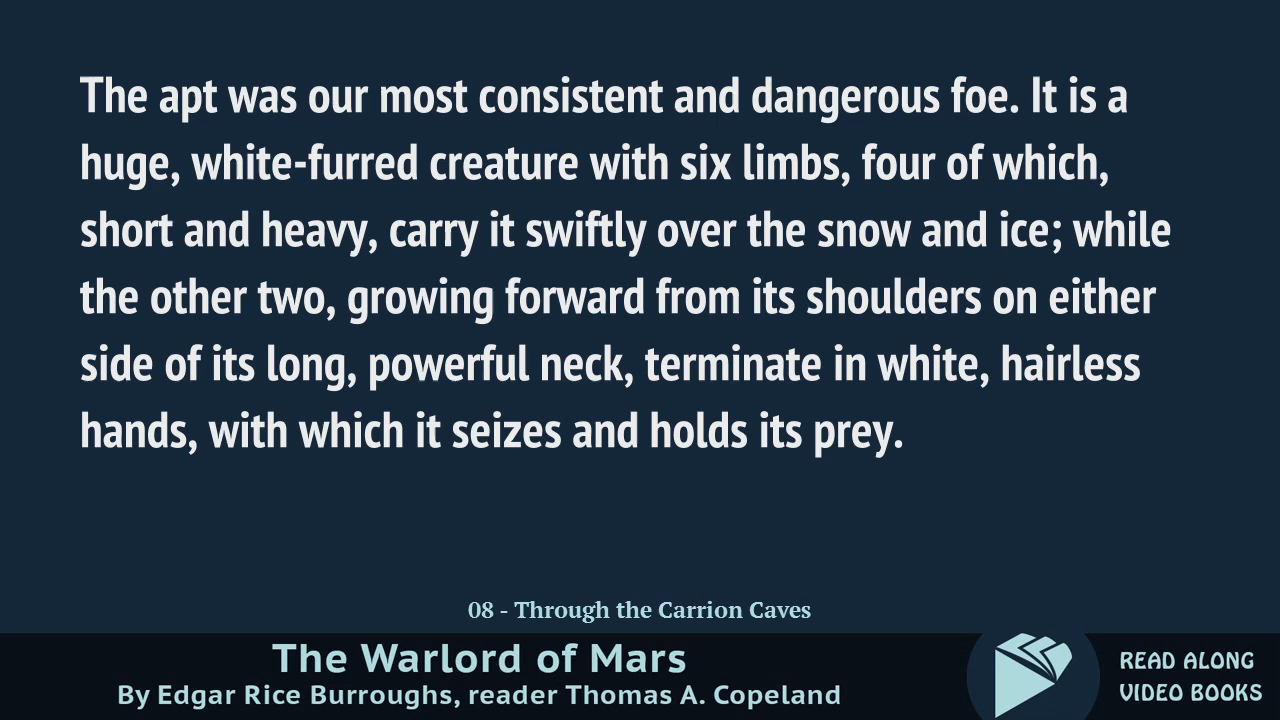 The apt was our most consistent and dangerous foe. It is a
huge, white-furred creature with six limbs, four of which,
short and heavy, carry it swiftly over the snow and ice; while
the other two, growing forward from its shoulders on either
side of its long, powerful neck, terminate in white, hairless
hands, with which it seizes and holds its prey.
08 - Through the Carrion Caves
The Warlord of Mars
By Edgar Rice Burroughs, reader Thomas A. Copeland
READ ALONG
VIDEO BOOKS